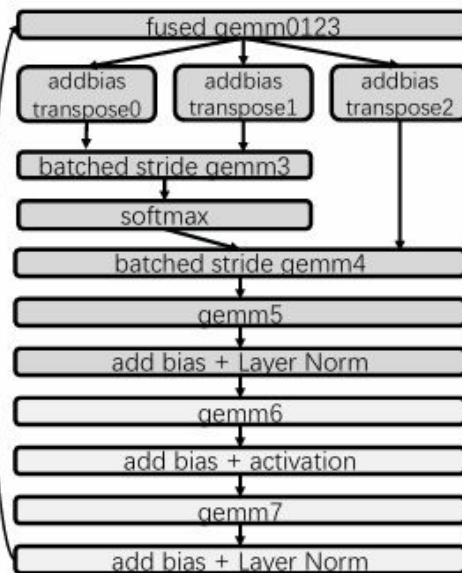 fused gemm0123
addbias
transpose0
addbias
transpose1
addbias
transpose2
batched stride gemm3
softmax
batched stride gemm4
gemm5
add bias + Layer Norm
gemm6
add bias + activation
gemm7
add bias + Layer Norm